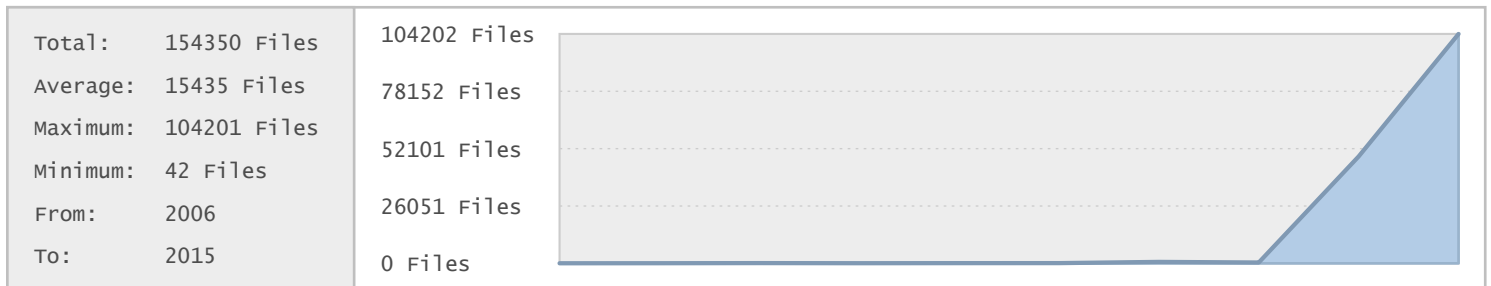 Total: 154350 Files
Average: 15435 Files
Maximum: 104201 Files
Minimum: 42 Files
From: 2006
To: 2015
104202 Files
78152 Files
52101 Files
26051 Files
0 Files